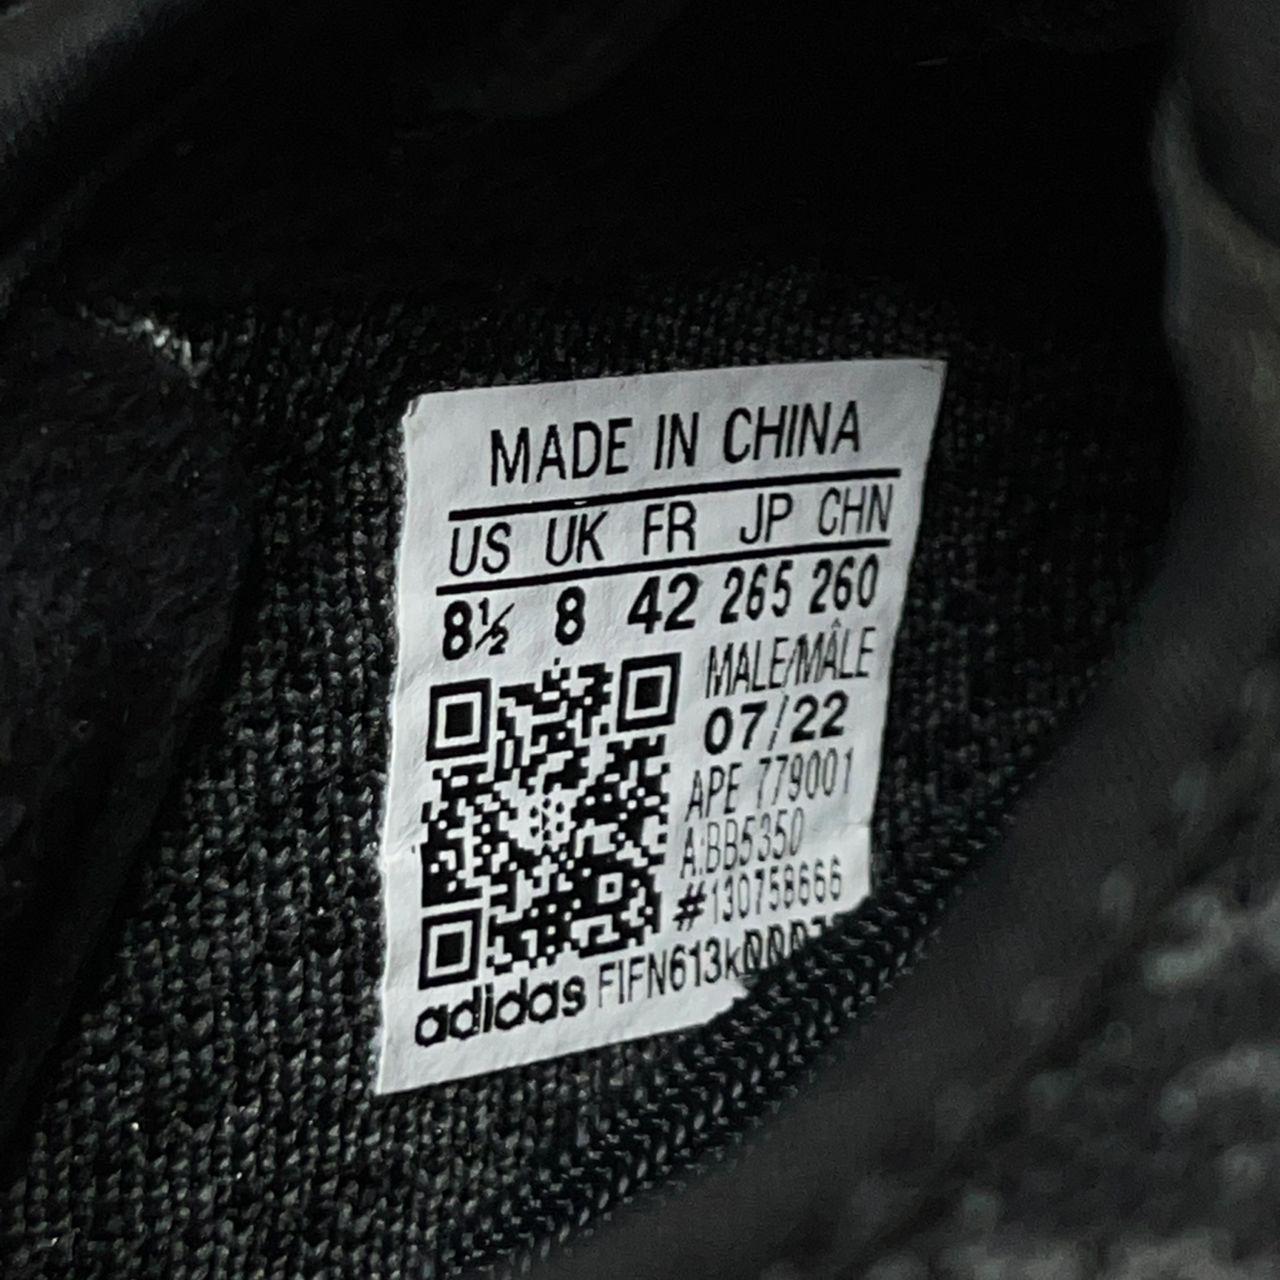 MADE IN CHINA
US UK FR JP CHN
8½ 8 42 265 260
MALE/MÂLE
07/22
APE 779001
A:BB5350
#130758666
adidas